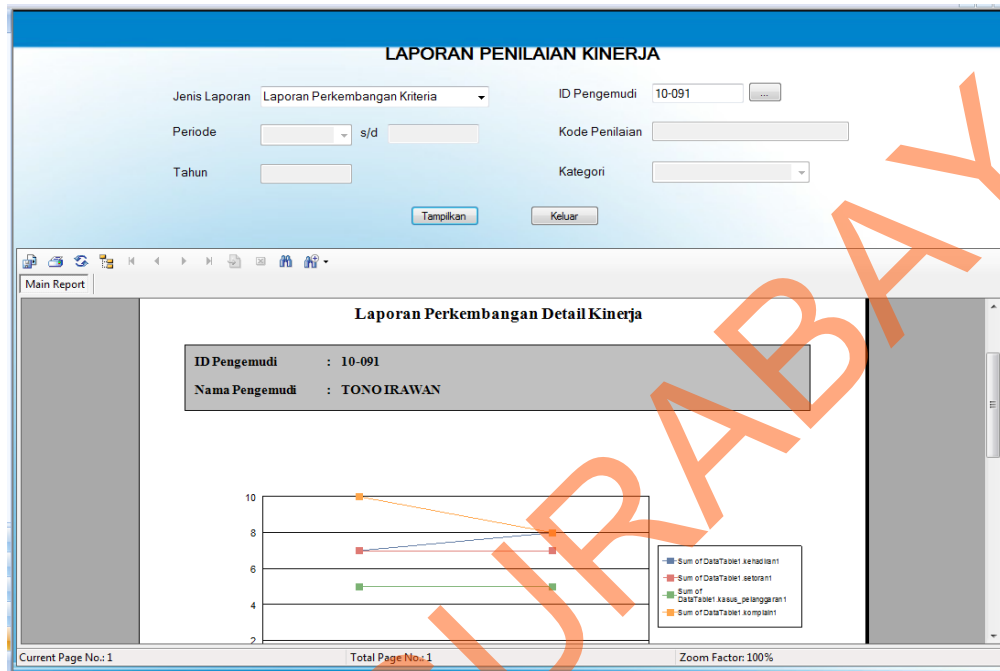 LAPORAN PENILAIAN KINERJA
Jenis Laporan Laporan Perkembangan Kriteria ID Pengemudi 10-091 ...
Periode s/d Kode Penilaian
Tahun Kategori
Tampilkan Keluar
Main Report
Laporan Perkembangan Detail Kinerja
ID Pengemudi : 10-091
Nama Pengemudi : TONO IRAWAN
10
8
6
4
2
Sum of DataTable1.kehadiran1
Sum of DataTable1.setoran1
Sum of
DataTable1.kasus_pelanggaran1
Sum of DataTable1.komplain1
Current Page No.: 1 Total Page No.: 1 Zoom Factor: 100%
SURABAY